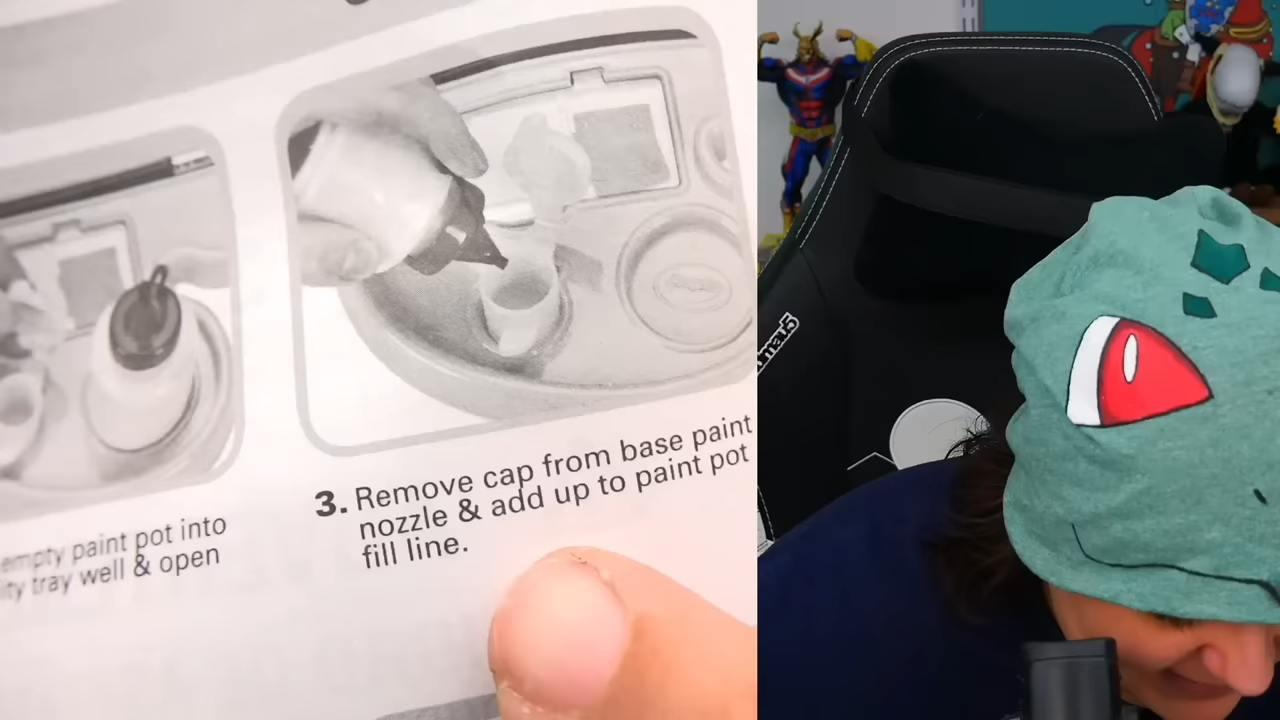 empty paint pot into
tray well & open
3. Remove cap from base paint
nozzle & add up to paint pot
fill line.